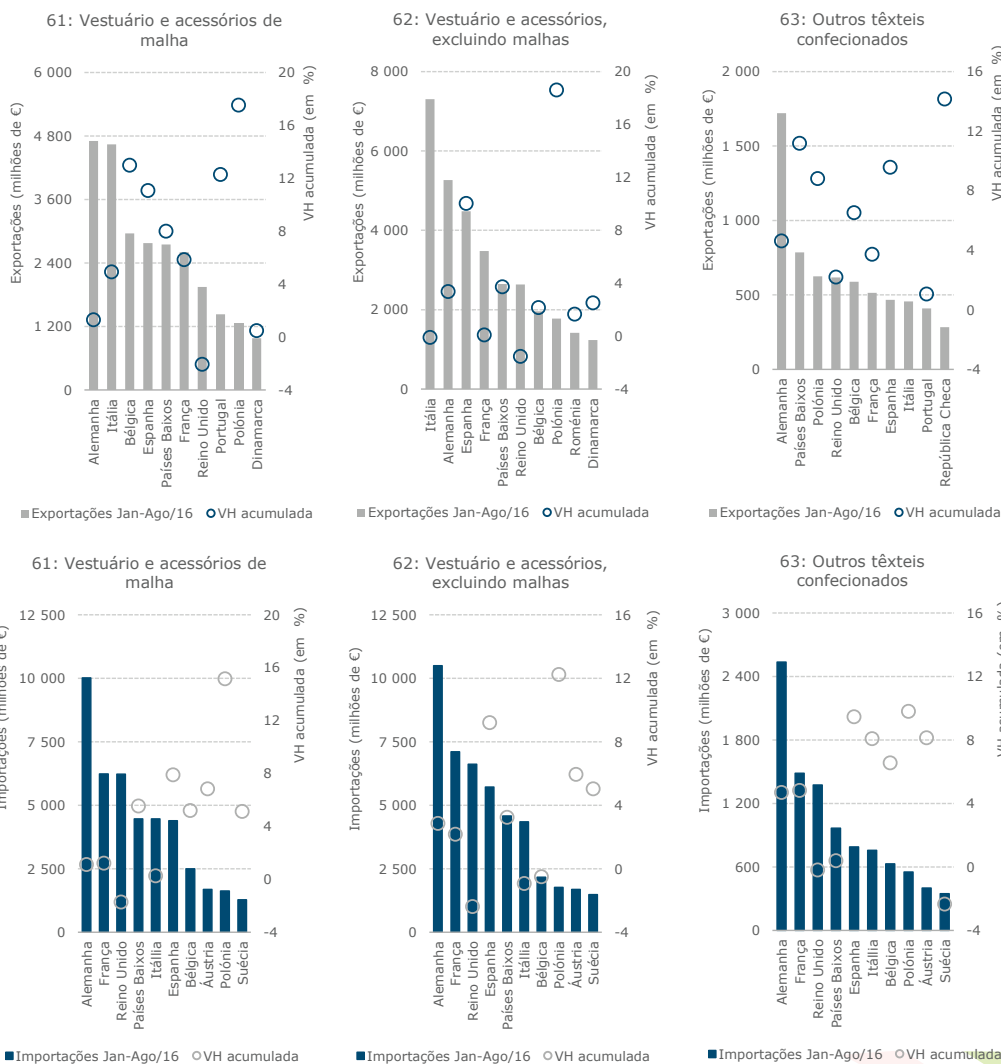 61: Vestuário e acessórios de
malha
Exportações (milhões de €)
6 000
4 800
3 600
2 400
1 200
0
20
16
12
8
4
0
-4
VH acumulada (em %)
Alemanha
Itália
Bélgica
Espanha
Países Baixos
França
Reino Unido
Portugal
Polónia
Dinamarca
Exportações Jan-Ago/16 VH acumulada
62: Vestuário e acessórios,
excluindo malhas
Exportações (milhões de €)
8 000
6 000
4 000
2 000
0
20
16
12
8
4
0
-4
VH acumulada (em %)
Itália
Alemanha
Espanha
França
Países Baixos
Reino Unido
Bélgica
Polónia
Roménia
Dinamarca
Exportações Jan-Ago/16 VH acumulada
63: Outros têxteis
confecionados
Exportações (milhões de €)
2 000
1 500
1 000
500
0
16
12
8
4
0
-4
VH acumulada (em %)
Alemanha
Países Baixos
Polónia
Reino Unido
Bélgica
França
Espanha
Itália
Portugal
República Checa
Exportações Jan-Ago/16 VH acumulada
61: Vestuário e acessórios de
malha
Importações (milhões de €)
12 500
10 000
7 500
5 000
2 500
0
20
16
12
8
4
0
-4
VH acumulada (em %)
Alemanha
França
Reino Unido
Países Baixos
Itállia
Espanha
Bélgica
Áustria
Polónia
Suécia
Importações Jan-Ago/16 VH acumulada
62: Vestuário e acessórios,
excluindo malhas
Importações (milhões de €)
12 500
10 000
7 500
5 000
2 500
0
16
12
8
4
0
-4
VH acumulada (em %)
Alemanha
França
Reino Unido
Espanha
Países Baixos
Itállia
Bélgica
Polónia
Áustria
Suécia
Importações Jan-Ago/16 VH acumulada
63: Outros têxteis
confecionados
Importações (milhões de €)
3 000
2 400
1 800
1 200
600
0
16
12
8
4
0
-4
VH acumulada (em %)
Alemanha
França
Reino Unido
Países Baixos
Espanha
Itállia
Bélgica
Polónia
Áustria
Suécia
Importações Jan-Ago/16 VH acumulada